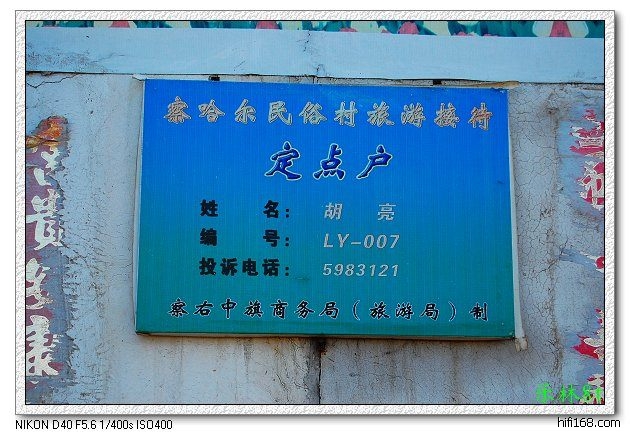 察哈尔民俗村旅游接待
定点户
姓 名： 胡 亮
编 号： LY-007
投诉电话： 5983121
察右中旗商务局（旅游局）制
NIKON D40 F5.6 1/400s ISO400
hifi168.com